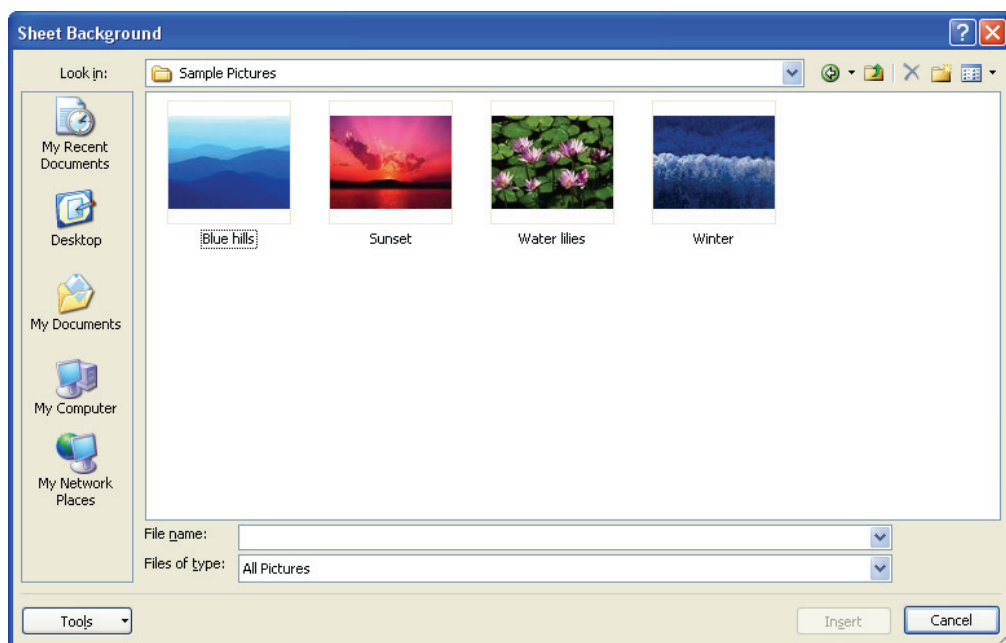 Sheet Background
Look in: Sample Pictures
My Recent
Documents
Desktop
My Documents
My Computer
My Network
Places
Blue hills Sunset Water lilies Winter
File name:
Files of type: All Pictures
Tools Insert Cancel